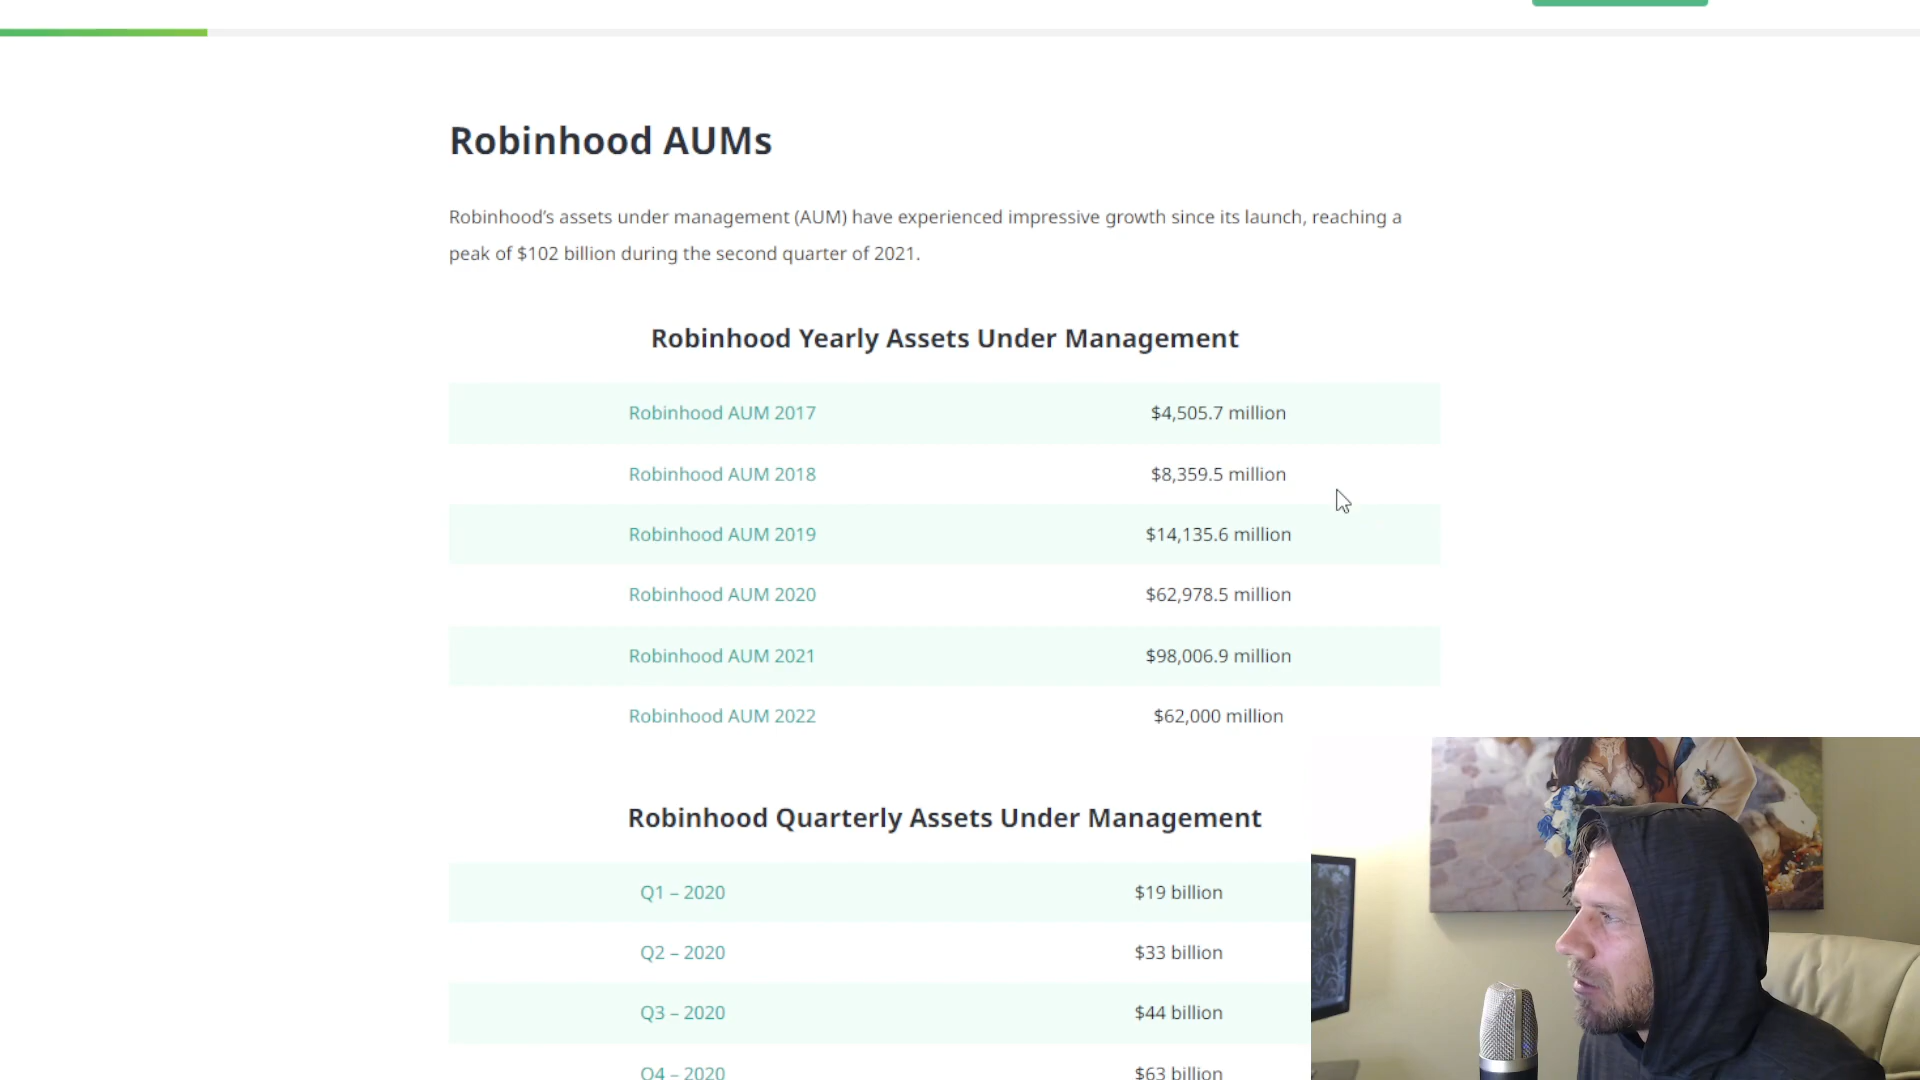 Robinhood AUMs
Robinhood’s assets under management (AUM) have experienced impressive growth since its launch, reaching a
peak of $102 billion during the second quarter of 2021.
Robinhood Yearly Assets Under Management
Robinhood AUM 2017 $4,505.7 million
Robinhood AUM 2018 $8,359.5 million
Robinhood AUM 2019 $14,135.6 million
Robinhood AUM 2020 $62,978.5 million
Robinhood AUM 2021 $98,006.9 million
Robinhood AUM 2022 $62,000 million
Robinhood Quarterly Assets Under Management
Q1 – 2020 $19 billion
Q2 – 2020 $33 billion
Q3 – 2020 $44 billion
Q4 – 2020 $63 billion